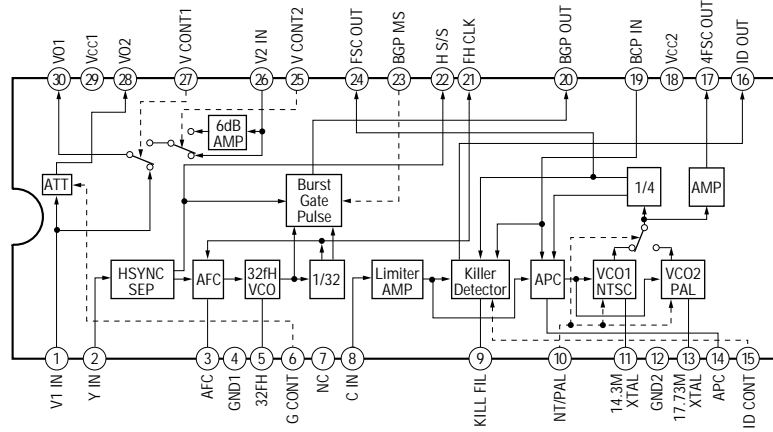 VO1
Vcc1
VO2
V CONT1
V2 IN
V CONT2
FSC OUT
BGP MS
H S/S
FH CLK
BGP OUT
BCP IN
Vcc2
4FSC OUT
ID OUT
30
29
28
27
26
25
24
23
22
21
20
19
18
17
16
6dB
AMP
ATT
Burst
Gate
Pulse
1/4
AMP
HSYNC
SEP
AFC
32fH
VCO
1/32
Limiter
AMP
Killer
Detector
APC
VCO1
NTSC
VCO2
PAL
1
2
3
4
5
6
7
8
9
10
11
12
13
14
15
V1 IN
Y IN
AFC
GND1
32FH
G CONT
NC
C IN
KILL FIL
NT/PAL
14.3M
XTAL
GND2
17.73M
XTAL
APC
ID CONT